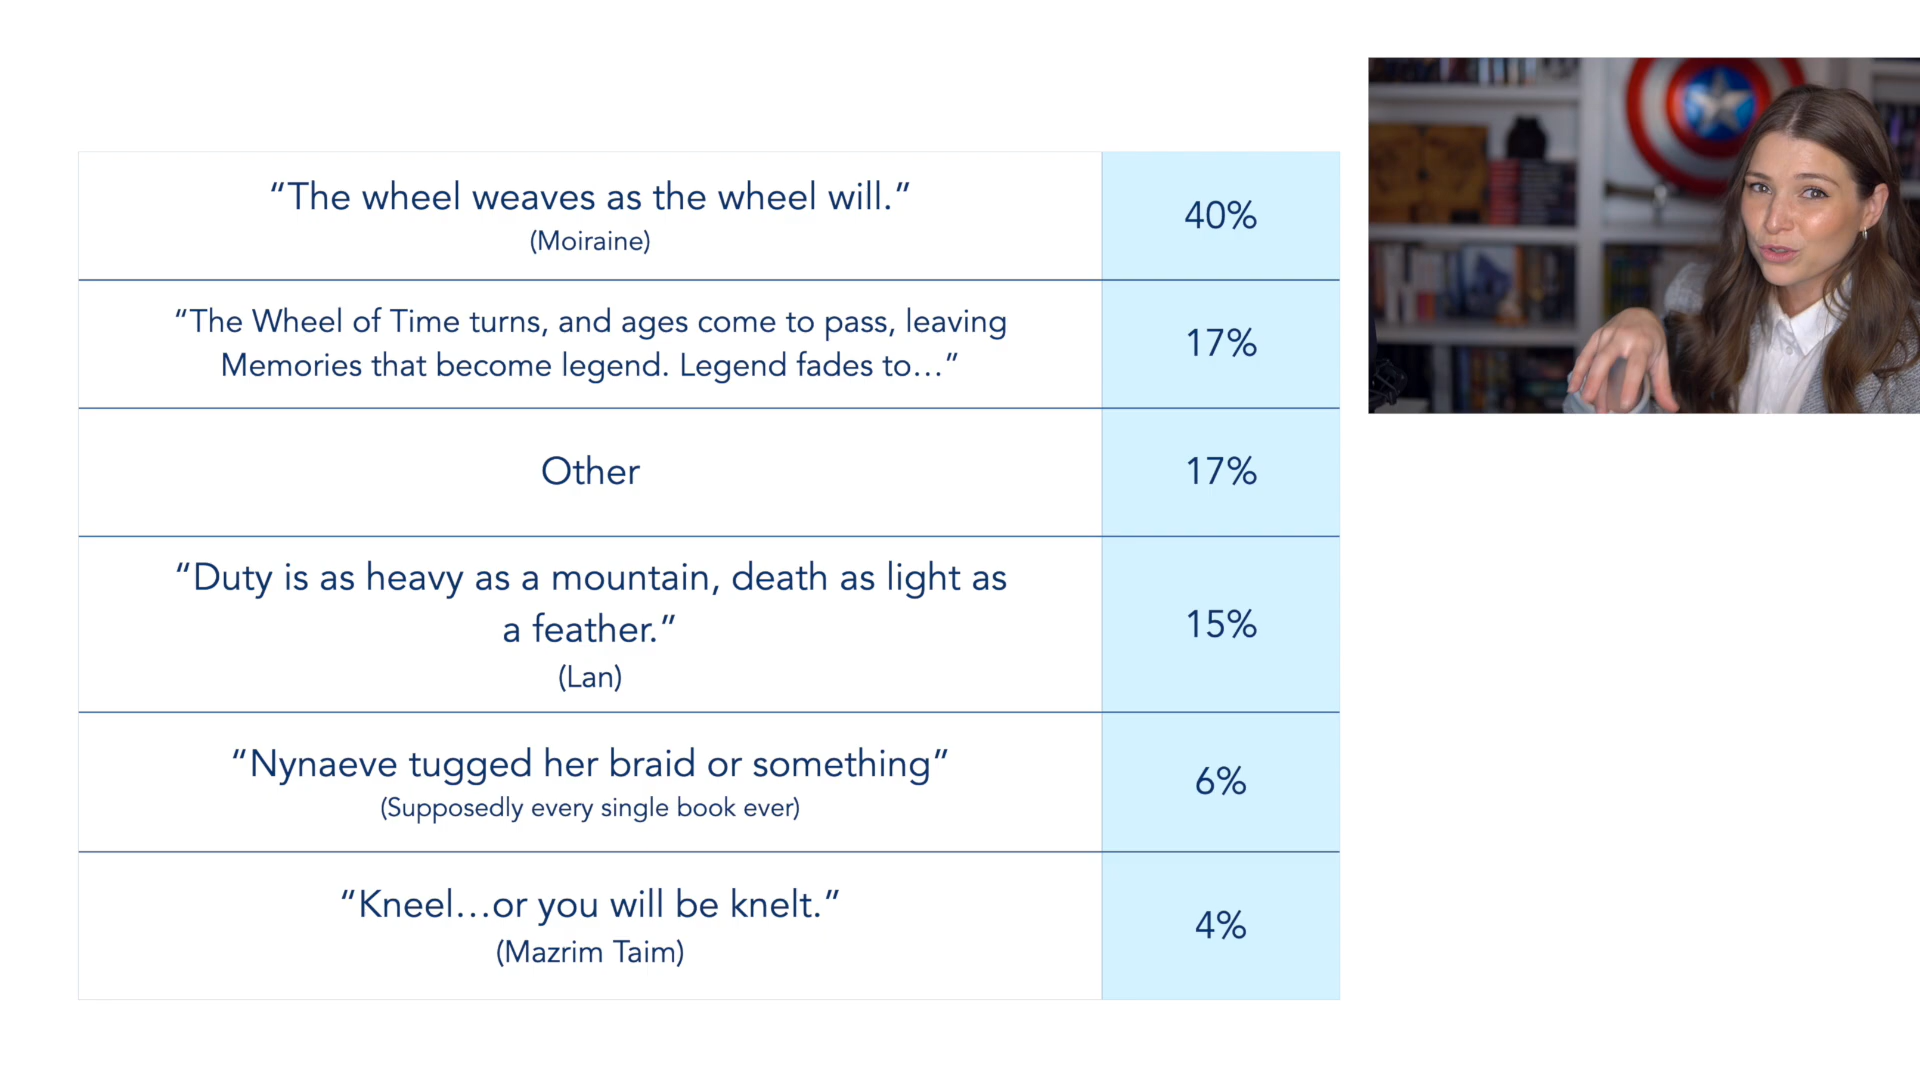 “The wheel weaves as the wheel will.”
(Moiraine)
40%
“The Wheel of Time turns, and ages come to pass, leaving
Memories that become legend. Legend fades to…”
17%
Other
17%
“Duty is as heavy as a mountain, death as light as
a feather.”
(Lan)
15%
“Nynaeve tugged her braid or something”
(Supposedly every single book ever)
6%
“Kneel…or you will be knelt.”
(Mazrim Taim)
4%